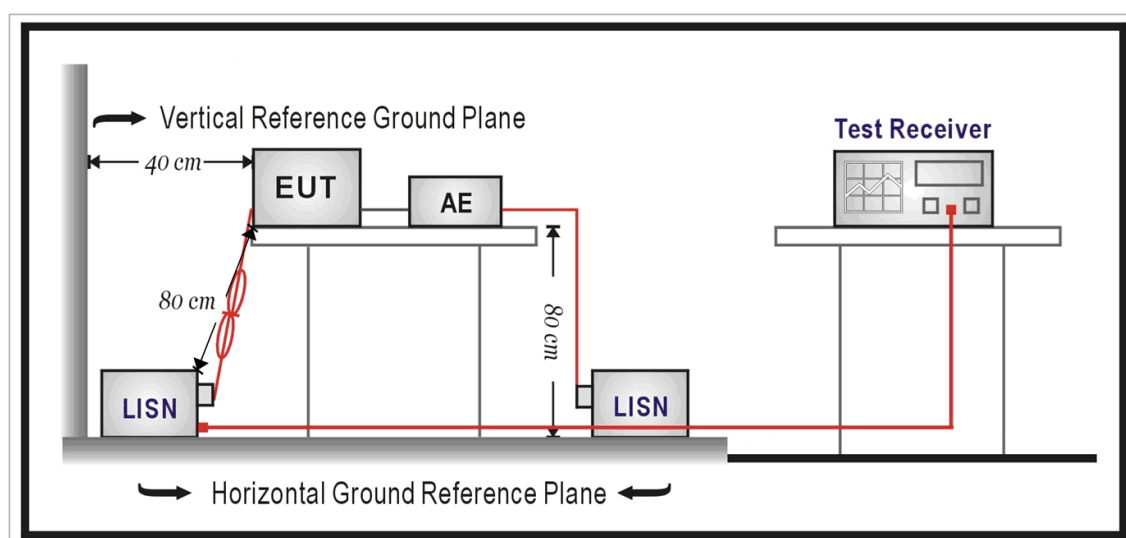 Vertical Reference Ground Plane
Test Receiver
40 cm
EUT
AE
80 cm
80 cm
LISN
LISN
Horizontal Ground Reference Plane